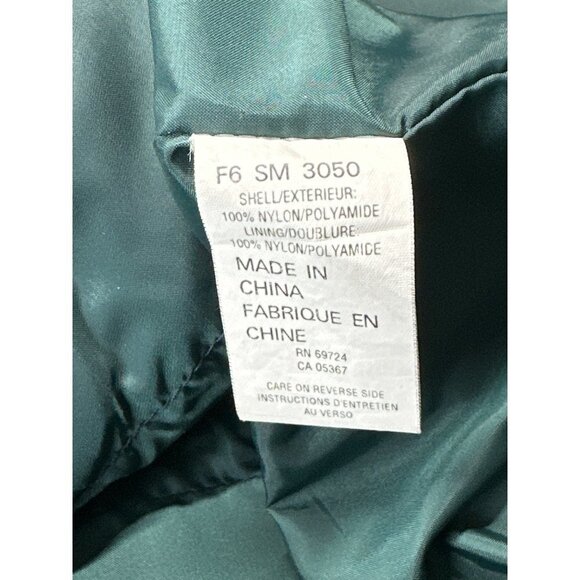 F6 SM 3050
SHELL/EXTERIEUR:
100% NYLON/POLYAMIDE
LINING/DOUBLURE:
100% NYLON/POLYAMIDE
MADE IN
CHINA
FABRIQUE EN
CHINE
RN 69724
CA 05367
CARE ON REVERSE SIDE
INSTRUCTIONS D'ENTRETIEN
AU VERSO